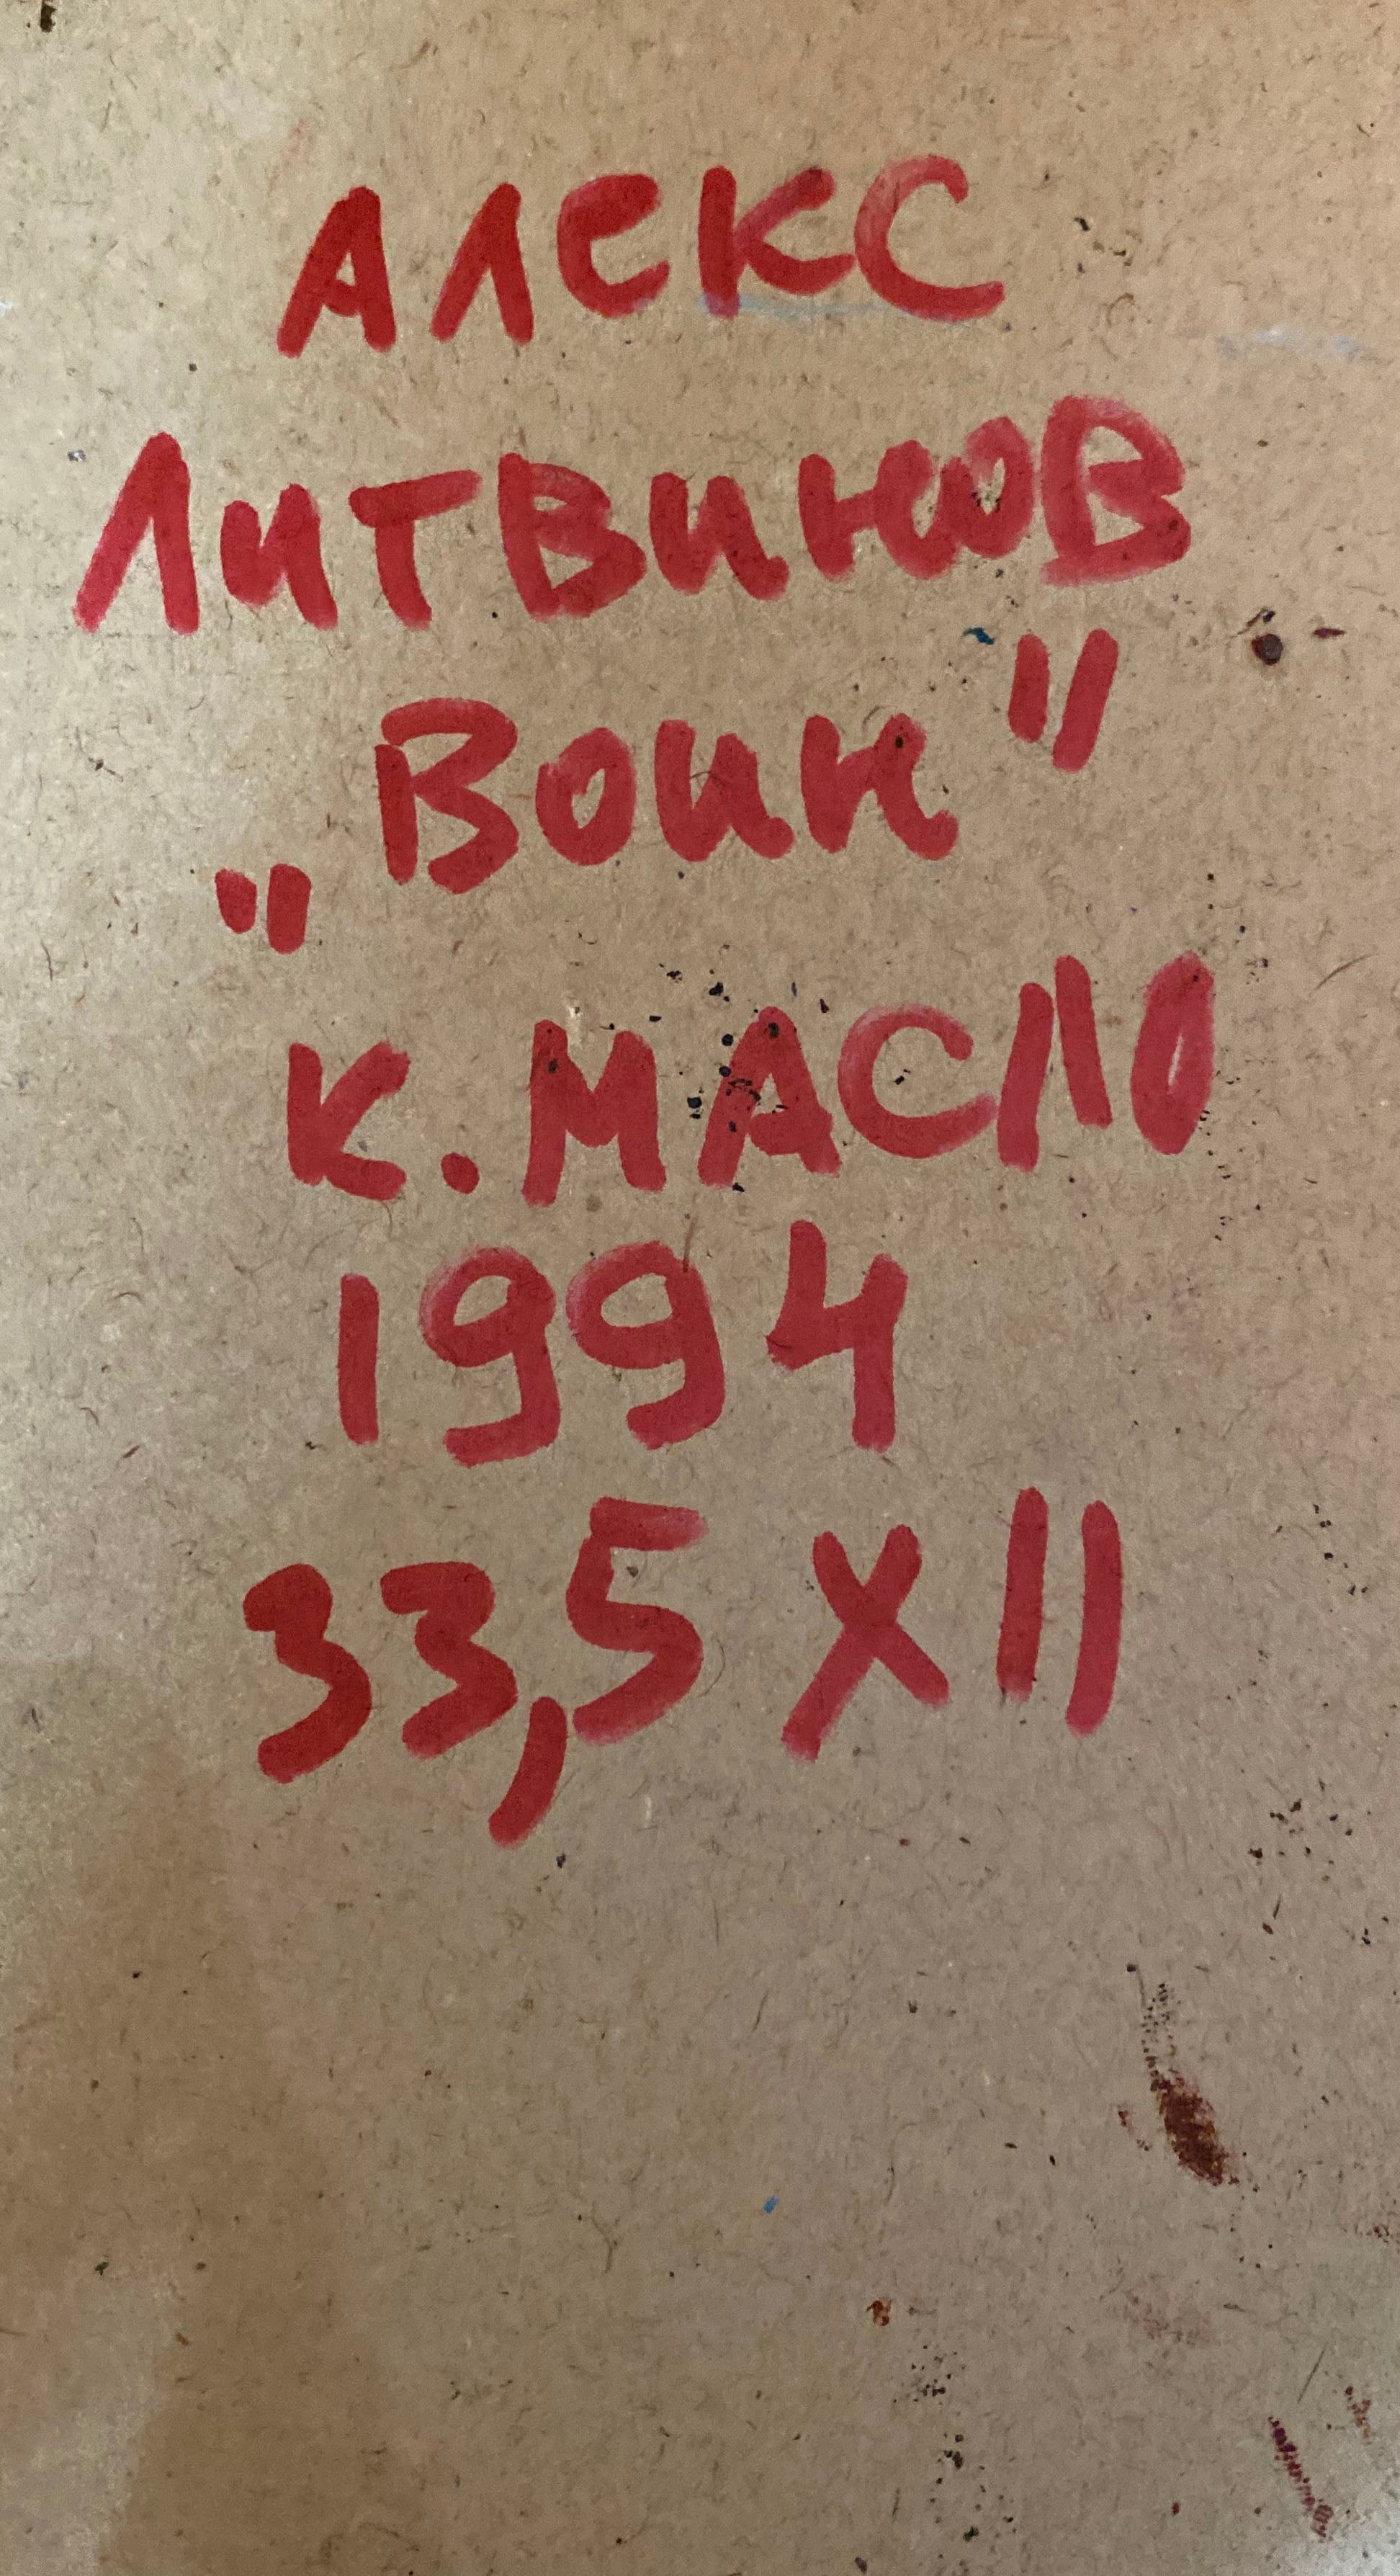 Алекс
Литвинов
„Воин"
К. МАСЛО
1994
33,5 X 11